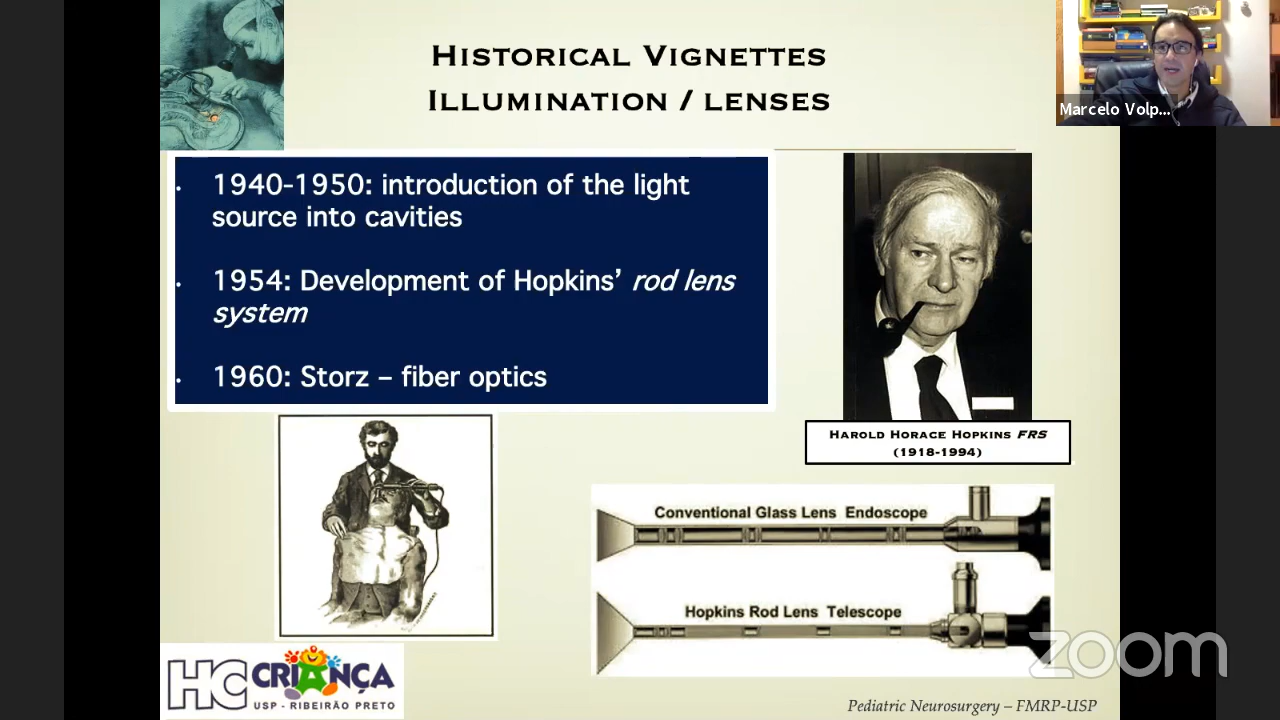 HISTORICAL VIGNETTES
ILLUMINATION / LENSES
Marcelo Volp...
• 1940-1950: introduction of the light
source into cavities
• 1954: Development of Hopkins’ rod lens
system
• 1960: Storz – fiber optics
HAROLD HORACE HOPKINS FRS
(1918-1994)
Conventional Glass Lens Endoscope
Hopkins Rod Lens Telescope
HC CRIANÇA
USP - RIBEIRÃO PRETO
zoom
Pediatric Neurosurgery – FMRP-USP